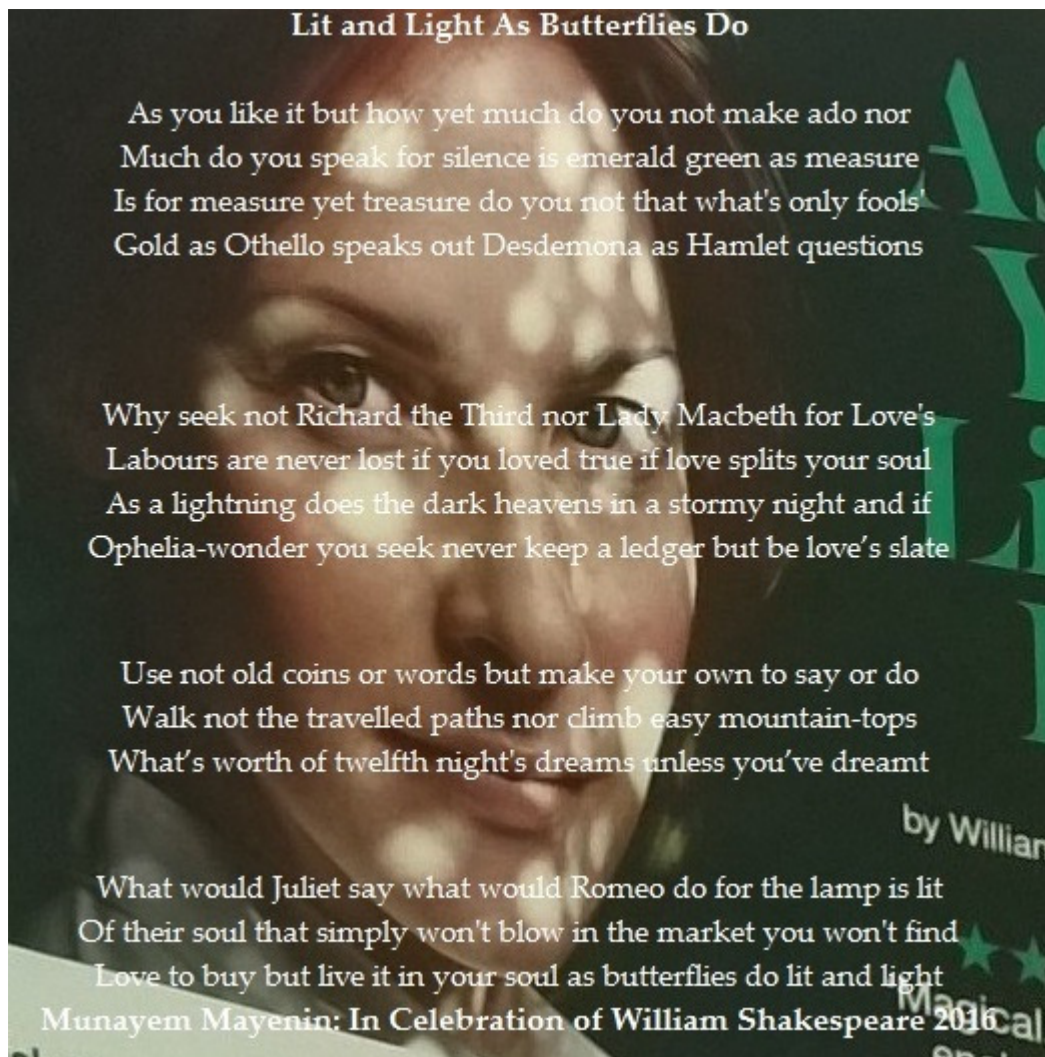 Lit and Light As Butterflies Do
As you like it but how yet much do you not make ado nor
Much do you speak for silence is emerald green as measure
Is for measure yet treasure do you not that what's only fools'
Gold as Othello speaks out Desdemona as Hamlet questions
Why seek not Richard the Third nor Lady Macbeth for Love's
Labours are never lost if you loved true if love splits your soul
As a lightning does the dark heavens in a stormy night and if
Ophelia-wonder you seek never keep a ledger but be love’s slate
Use not old coins or words but make your own to say or do
Walk not the travelled paths nor climb easy mountain-tops
What’s worth of twelfth night's dreams unless you’ve dreamt
What would Juliet say what would Romeo do for the lamp is lit
Of their soul that simply won't blow in the market you won't find
Love to buy but live it in your soul as butterflies do lit and light
Munayem Mayenin: In Celebration of William Shakespeare 2016
As
Y
Li
by William
Magical